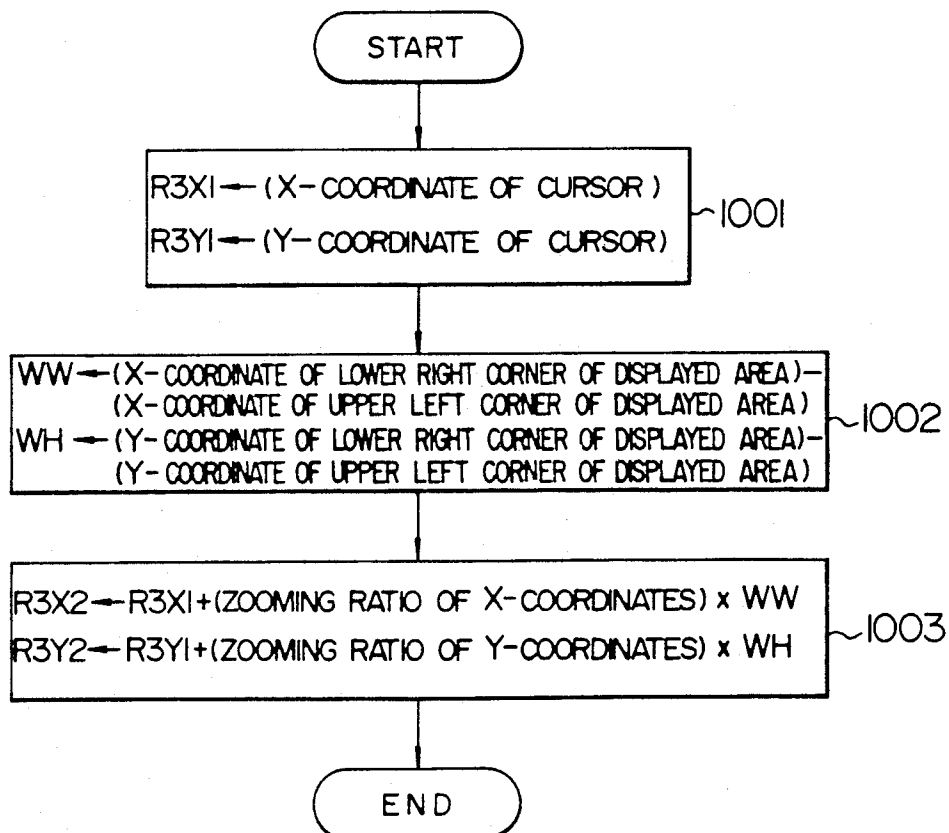 START
R3X1←(X-COORDINATE OF CURSOR)
R3Y1←(Y-COORDINATE OF CURSOR)
1001
WW←(X-COORDINATE OF LOWER RIGHT CORNER OF DISPLAYED AREA)-
(X-COORDINATE OF UPPER LEFT CORNER OF DISPLAYED AREA)
WH←(Y-COORDINATE OF LOWER RIGHT CORNER OF DISPLAYED AREA)-
(Y-COORDINATE OF UPPER LEFT CORNER OF DISPLAYED AREA)
1002
R3X2←R3X1+(ZOOMING RATIO OF X-COORDINATES)x WW
R3Y2←R3Y1+(ZOOMING RATIO OF Y-COORDINATES)x WH
1003
END